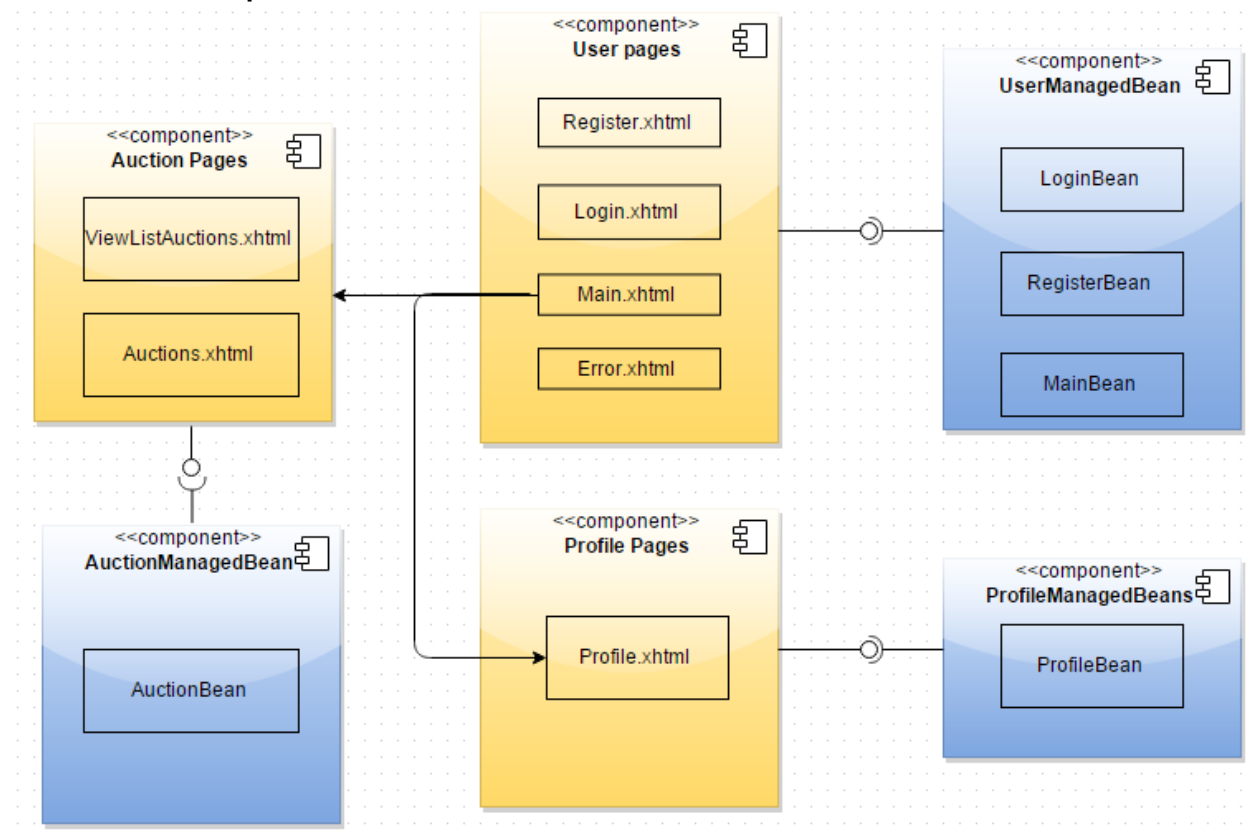 <<component>>
User pages
Register.xhtml
Login.xhtml
Main.xhtml
Error.xhtml
<<component>>
UserManagedBean
LoginBean
RegisterBean
MainBean
<<component>>
Auction Pages
ViewListAuctions.xhtml
Auctions.xhtml
<<component>>
AuctionManagedBean
AuctionBean
<<component>>
Profile Pages
Profile.xhtml
<<component>>
ProfileManagedBeans
ProfileBean